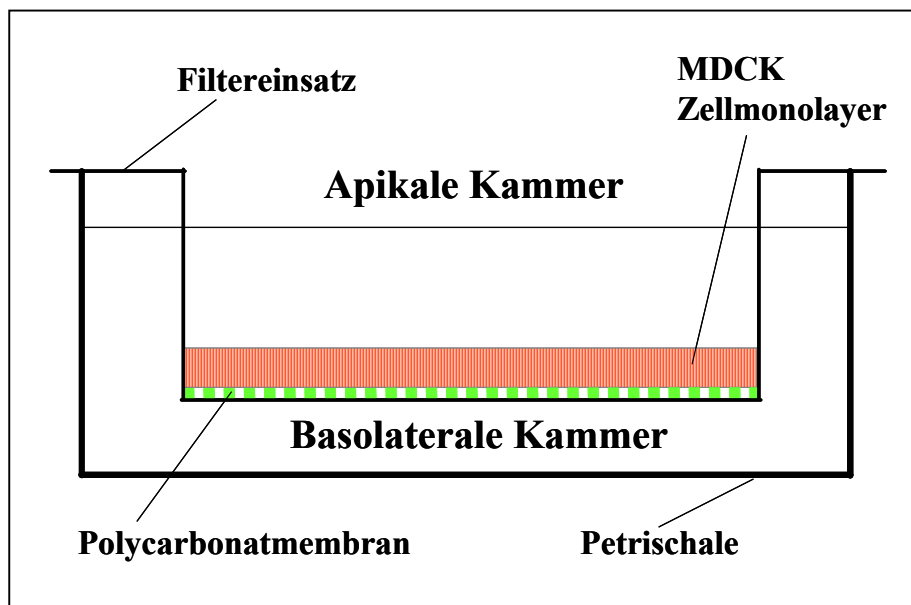 Filtereinsatz
MDCK
Zellmonolayer
Apikale Kammer
Basolaterale Kammer
Polycarbonatmembran
Petrischale